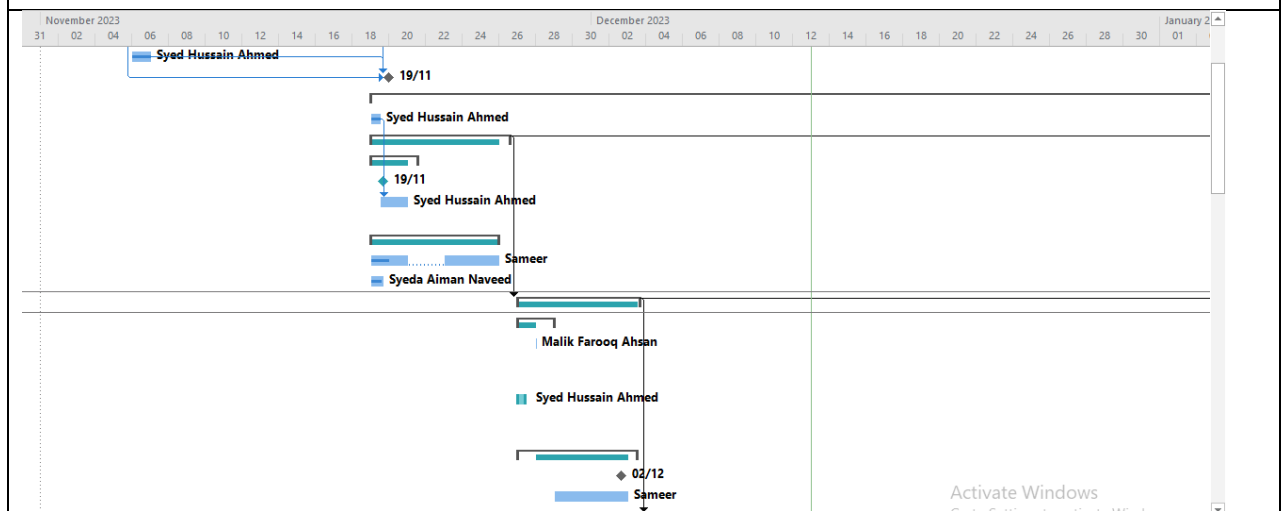 November 2023 December 2023 January 2
31 02 04 06 08 10 12 14 16 18 20 22 24 26 28 30 02 04 06 08 10 12 14 16 18 20 22 24 26 28 30 01
Syed Hussain Ahmed
19/11
Syed Hussain Ahmed
19/11
Syed Hussain Ahmed
Sameer
Syeda Aiman Naveed
Malik Farooq Ahsan
Syed Hussain Ahmed
02/12
Sameer
Activate Windows